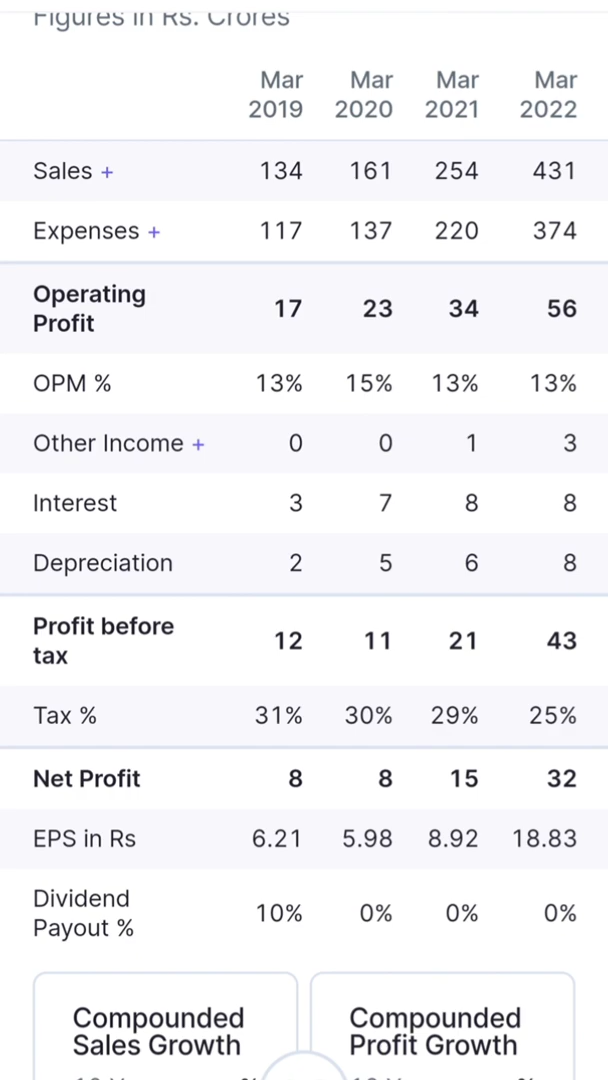 Figures in Rs. Crores
Mar 2019 Mar 2020 Mar 2021 Mar 2022
Sales + 134 161 254 431
Expenses + 117 137 220 374
Operating Profit 17 23 34 56
OPM % 13% 15% 13% 13%
Other Income + 0 0 1 3
Interest 3 7 8 8
Depreciation 2 5 6 8
Profit before tax 12 11 21 43
Tax % 31% 30% 29% 25%
Net Profit 8 8 15 32
EPS in Rs 6.21 5.98 8.92 18.83
Dividend Payout % 10% 0% 0% 0%
Compounded Sales Growth
Compounded Profit Growth